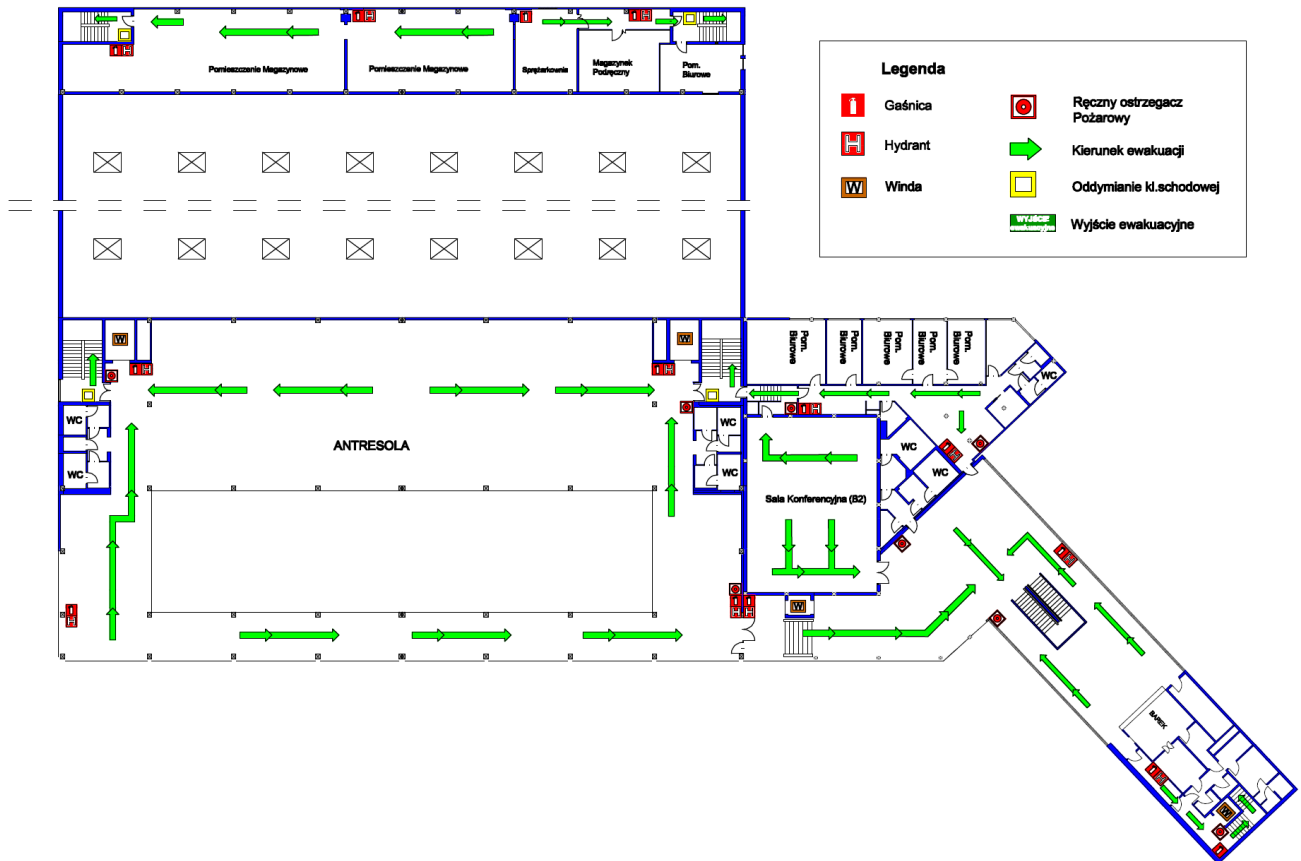 Pomieszczenie Magazynowe
Pomieszczenie Magazynowe
Sprężarkownia
Magazynek
Podręczny
Pom.
Biurowe
Legenda
Gaśnica
Ręczny ostrzegacz
Pożarowy
H
Hydrant
Kierunek ewakuacji
W
Winda
Oddymianie kl.schodowej
WYJŚCIE
Wyjście ewakuacyjne
W
W
Pom.
Biurowe
Pom.
Biurowe
Pom.
Biurowe
Pom.
Biurowe
Pom.
Biurowe
WC
H
H
H
H
H
H
WC
WC
WC
WC
ANTRESOLA
WC
WC
H
Sala Konferencyjna (82)
H
H
H
H
W
BAREK
H
W